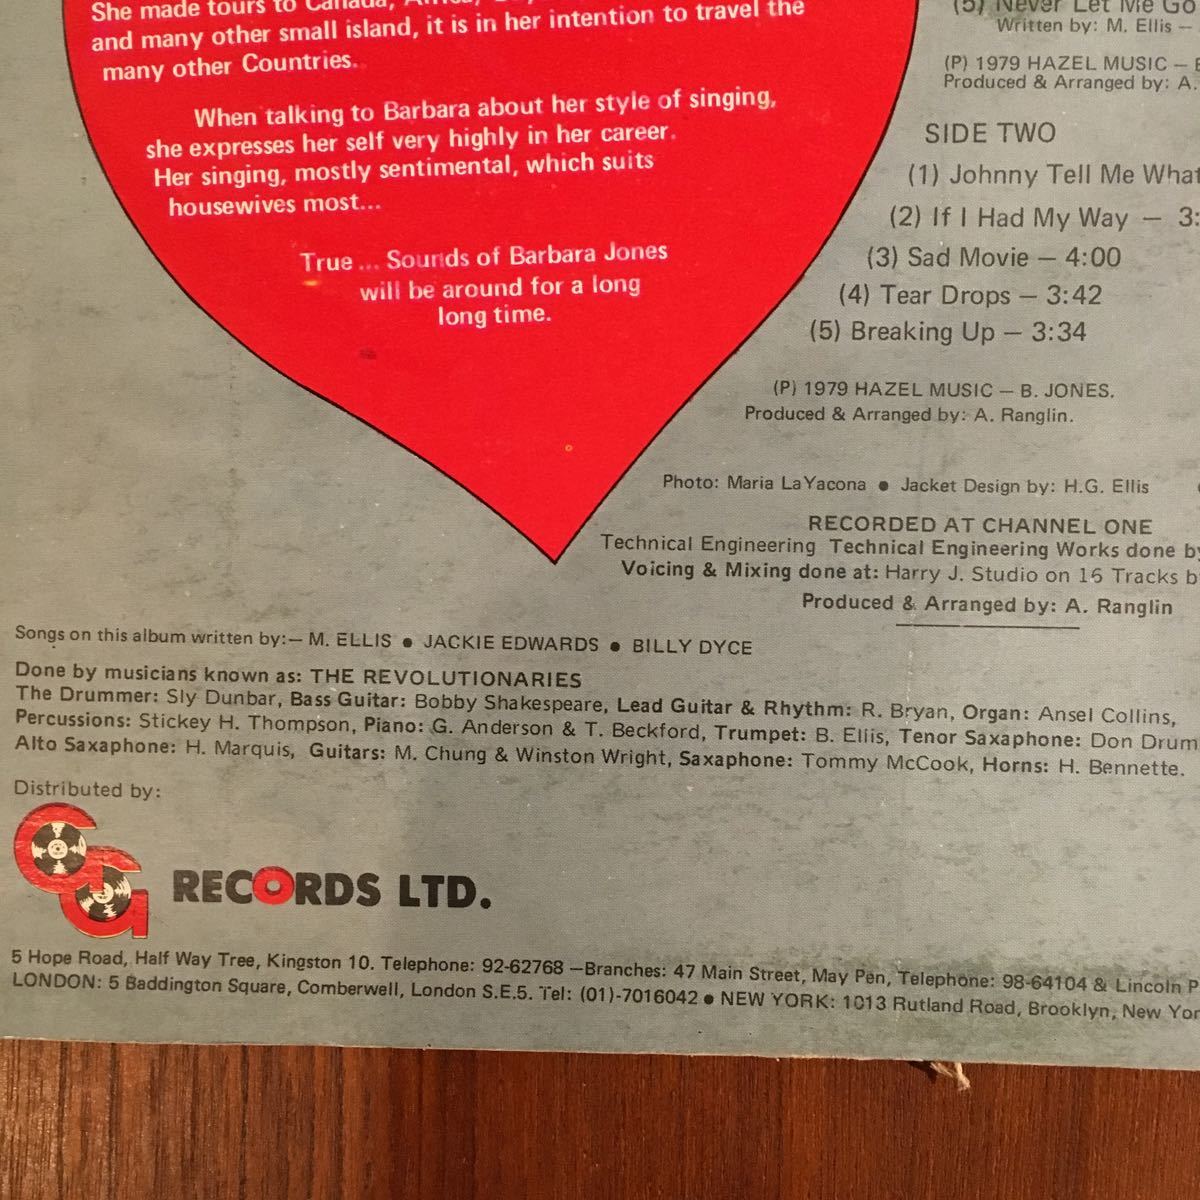 She made tours to Canada,
and many other small island, it is in her intention to travel the
many other Countries.
When talking to Barbara about her style of singing,
she expresses her self very highly in her career.
Her singing, mostly sentimental, which suits
housewives most...
True ... Sounds of Barbara Jones
will be around for a long
long time.
(5) Never Let Me Go
Written by: M. Ellis —
(P) 1979 HAZEL MUSIC —
Produced & Arranged by: A.
SIDE TWO
(1) Johnny Tell Me What
(2) If I Had My Way — 3:
(3) Sad Movie — 4:00
(4) Tear Drops — 3:42
(5) Breaking Up — 3:34
(P) 1979 HAZEL MUSIC — B. JONES.
Produced & Arranged by: A. Ranglin.
Photo: Maria LaYacona ● Jacket Design by: H.G. Ellis
RECORDED AT CHANNEL ONE
Technical Engineering Technical Engineering Works done by
Voicing & Mixing done at: Harry J. Studio on 16 Tracks b
Produced & Arranged by: A. Ranglin
Songs on this album written by:— M. ELLIS ● JACKIE EDWARDS ● BILLY DYCE
Done by musicians known as: THE REVOLUTIONARIES
The Drummer: Sly Dunbar, Bass Guitar: Bobby Shakespeare, Lead Guitar & Rhythm: R. Bryan, Organ: Ansel Collins,
Percussions: Stickey H. Thompson, Piano: G. Anderson & T. Beckford, Trumpet: B. Ellis, Tenor Saxaphone: Don Drum
Alto Saxaphone: H. Marquis, Guitars: M. Chung & Winston Wright, Saxaphone: Tommy McCook, Horns: H. Bennette.
Distributed by:
GG RECORDS LTD.
5 Hope Road, Half Way Tree, Kingston 10. Telephone: 92-62768 —Branches: 47 Main Street, May Pen, Telephone: 98-64104 & Lincoln P
LONDON: 5 Baddington Square, Comberwell, London S.E.5. Tel: (01)-7016042 ● NEW YORK: 1013 Rutland Road, Brooklyn, New Yor